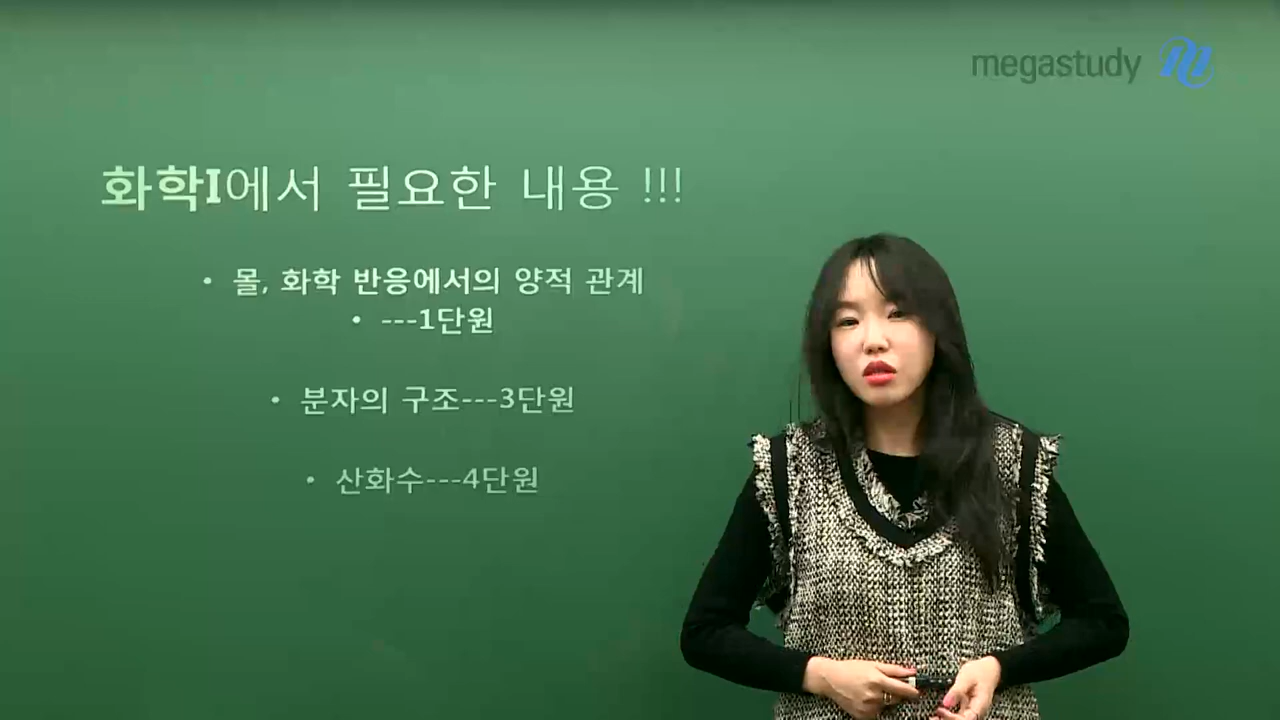 megastudy
화학I에서 필요한 내용 !!!
• 몰, 화학 반응에서의 양적 관계
• ---1단원
• 분자의 구조---3단원
• 산화수---4단원